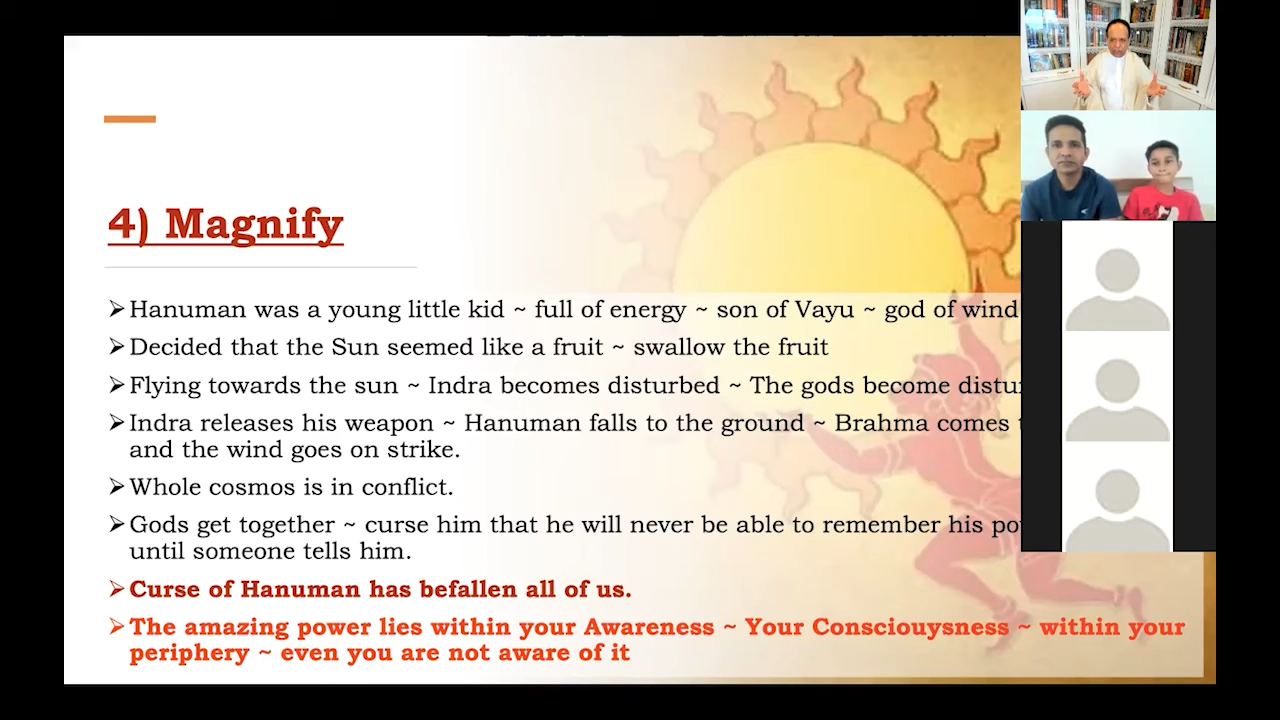 4) Magnify
Hanuman was a young little kid ~ full of energy ~ son of Vayu ~ god of wind
Decided that the Sun seemed like a fruit ~ swallow the fruit
Flying towards the sun ~ Indra becomes disturbed ~ The gods become
Indra releases his weapon ~ Hanuman falls to the ground ~ Brahma comes
and the wind goes on strike.
Whole cosmos is in conflict.
Gods get together ~ curse him that he will never be able to remember his
until someone tells him.
Curse of Hanuman has befallen all of us.
The amazing power lies within your Awareness ~ Your Consciouysness ~ within your
periphery ~ even you are not aware of it